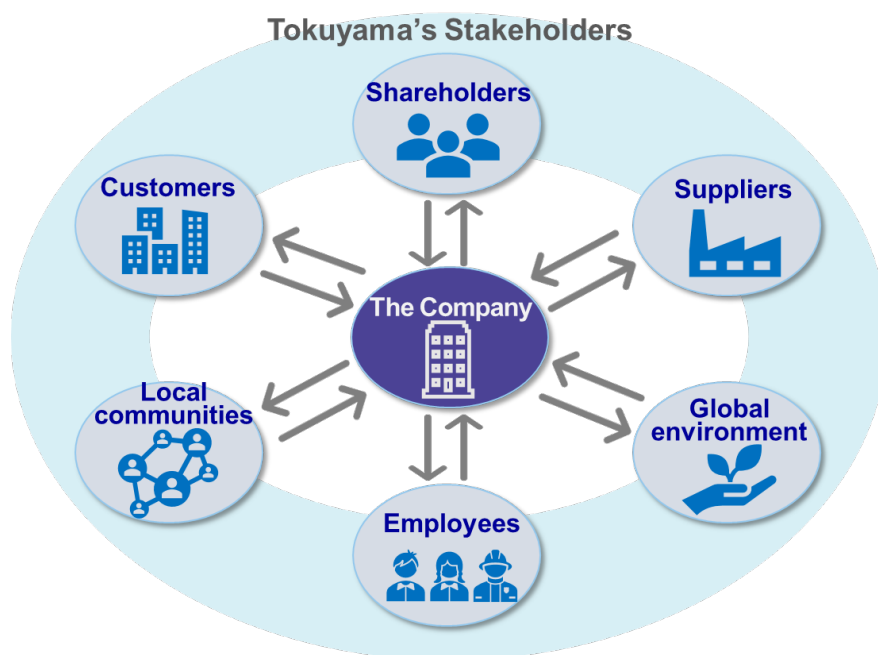 Tokuyama’s Stakeholders
Shareholders
Customers
Suppliers
The Company
Local
communities
Global
environment
Employees